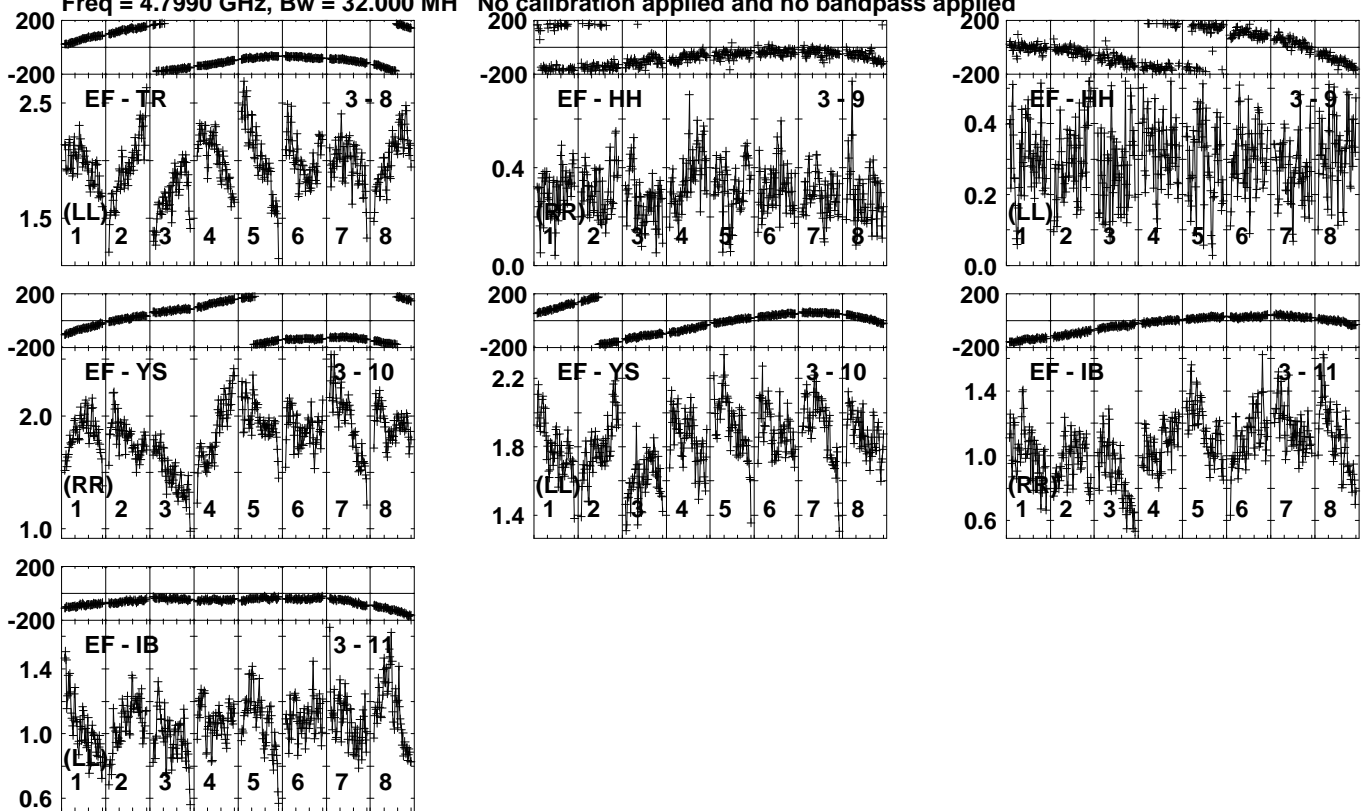 Freq = 4.7990 GHz, Bw = 32.000 MH No calibration applied and no bandpass applied
200
-200
EF - TR 3 - 8
2.5
1.5
(LL)
1 2 3 4 5 6 7 8
200
-200
EF - HH 3 - 9
0.4
0.0
(RR)
1 2 3 4 5 6 7 8
200
-200
EF - HH 3 - 9
0.4
0.2
0.0
(LL)
1 2 3 4 5 6 7 8
200
-200
EF - YS 3 - 10
2.0
1.0
(RR)
1 2 3 4 5 6 7 8
200
-200
EF - YS 3 - 10
2.2
1.8
1.4
(LL)
1 2 3 4 5 6 7 8
200
-200
EF - IB 3 - 11
1.4
1.0
0.6
(RR)
1 2 3 4 5 6 7 8
200
-200
EF - IB 3 - 11
1.4
1.0
0.6
(LL)
1 2 3 4 5 6 7 8